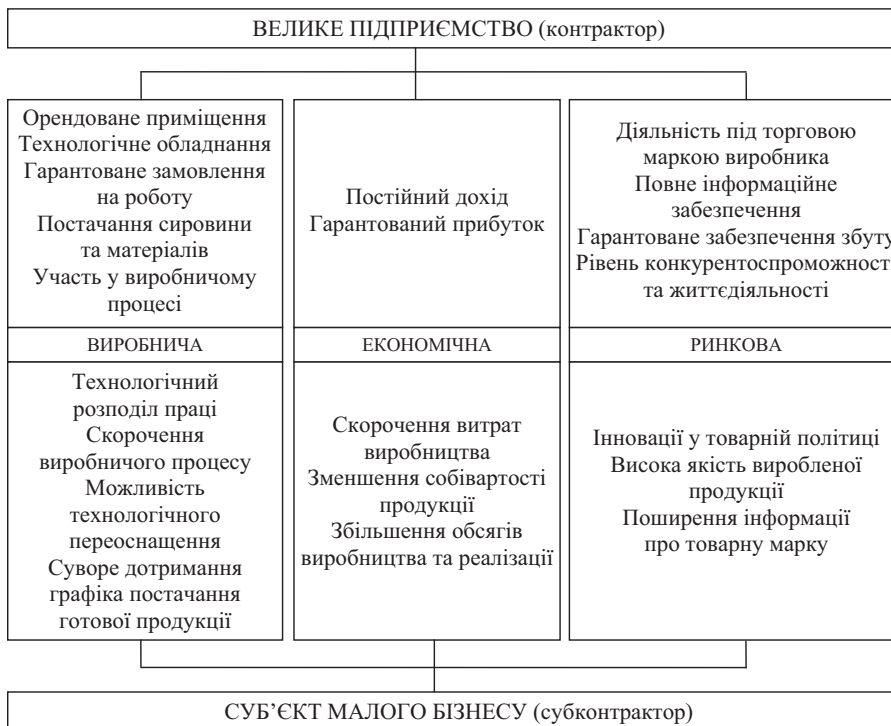 ВЕЛИКЕ ПІДПРИЄМСТВО (контрактор)
Орендоване приміщення
Технологічне обладнання
Гарантоване замовлення
на роботу
Постачання сировини
та матеріалів
Участь у виробничому
процесі
Постійний дохід
Гарантований прибуток
Діяльність під торговою
маркою виробника
Повне інформаційне
забезпечення
Гарантоване забезпечення збуту
Рівень конкурентоспроможност
та життєдіяльності
ВИРОБНИЧА
ЕКОНОМІЧНА
РИНКОВА
Технологічний
розподіл праці
Скорочення
виробничого процесу
Можливість
технологічного
переоснащення
Суворе дотримання
графіка постачання
готової продукції
Скорочення витрат
виробництва
Зменшення собівартості
продукції
Збільшення обсягів
виробництва та реалізації
Інновації у товарній політиці
Висока якість виробленої
продукції
Поширення інформації
про товарну марку
СУБ’ЄКТ МАЛОГО БІЗНЕСУ (субконтрактор)